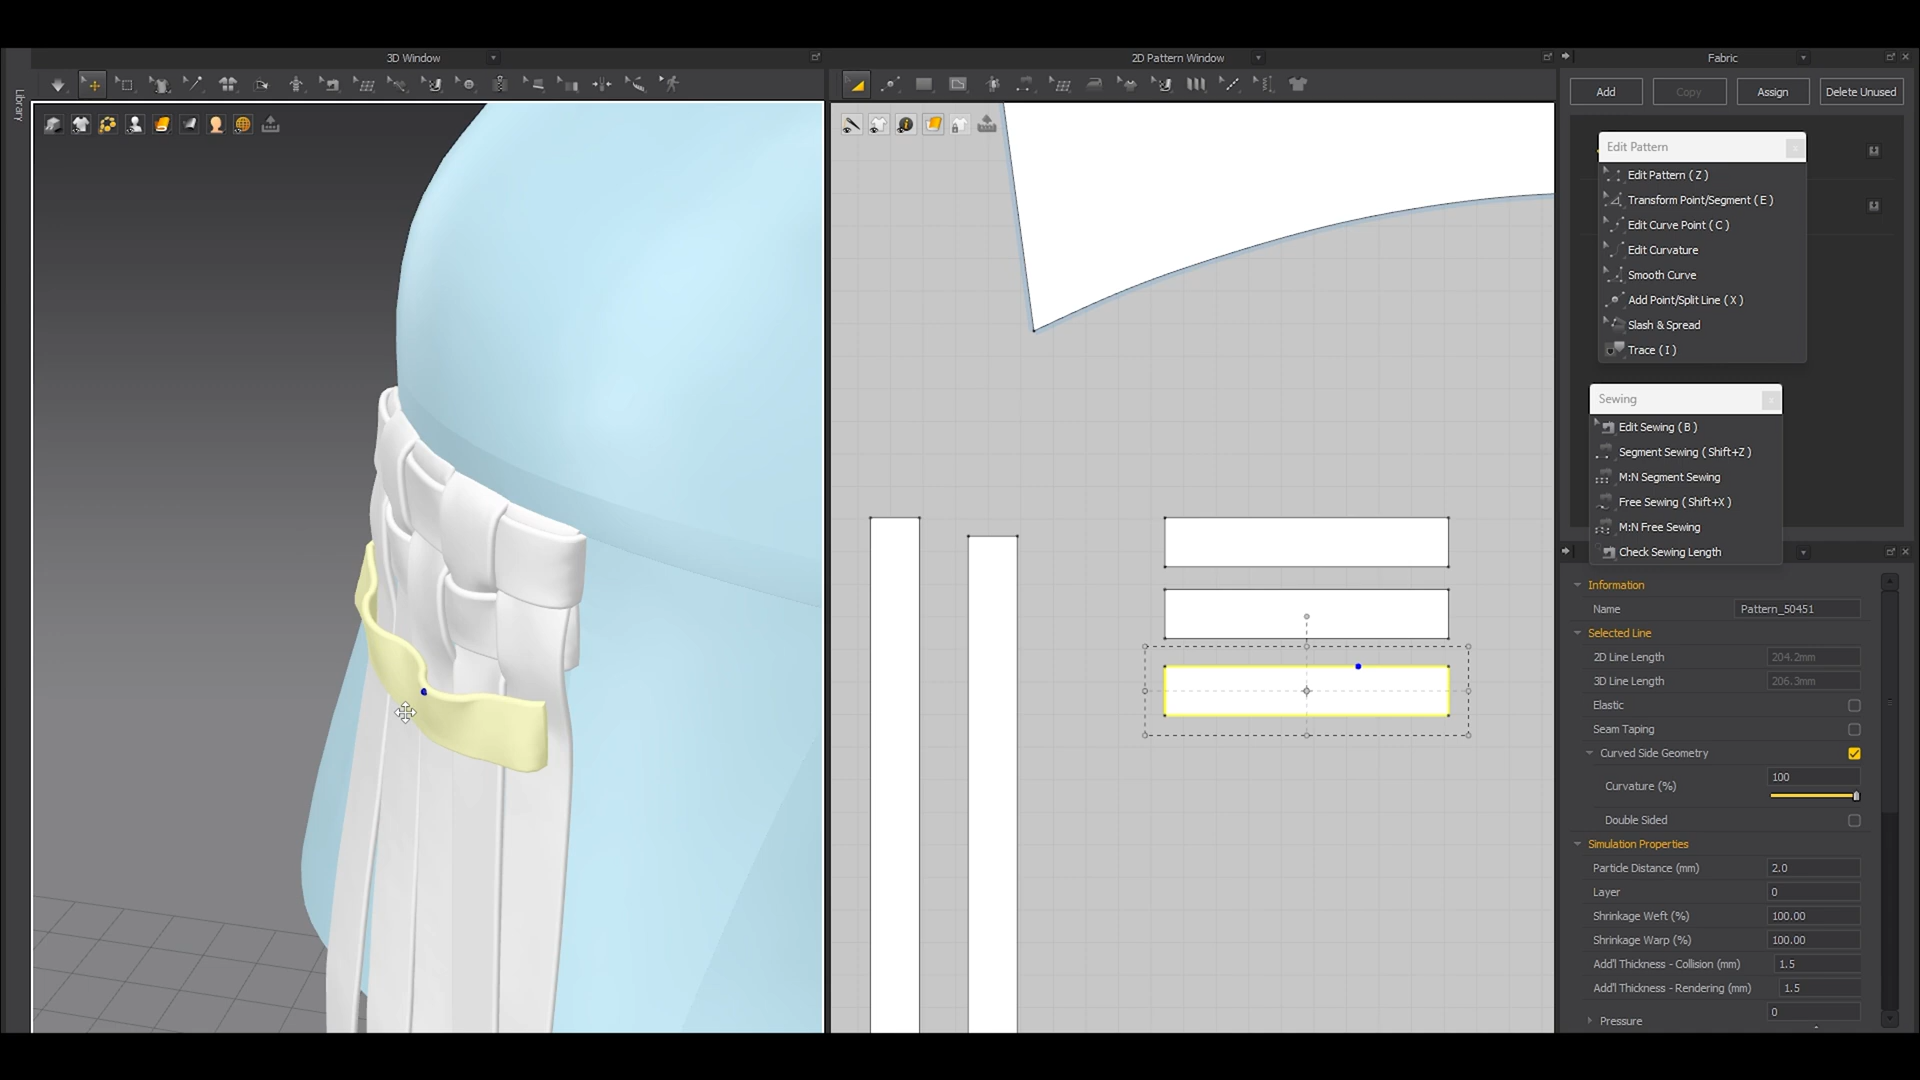 Library
3D Window
2D Pattern Window
Fabric
Add
Copy
Assign
Delete Unused
Edit Pattern
Edit Pattern ( Z )
Transform Point/Segment ( E )
Edit Curve Point ( C )
Edit Curvature
Smooth Curve
Add Point/Split Line ( X )
Slash & Spread
Trace ( I )
Sewing
Edit Sewing ( B )
Segment Sewing ( Shift+Z )
M:N Segment Sewing
Free Sewing ( Shift+X )
M:N Free Sewing
Check Sewing Length
Information
Name Pattern_50451
Selected Line
2D Line Length 204.2mm
3D Line Length 206.3mm
Elastic
Seam Taping
Curved Side Geometry
Curvature (%) 100
Double Sided
Simulation Properties
Particle Distance (mm) 2.0
Layer 0
Shrinkage Weft (%) 100.00
Shrinkage Warp (%) 100.00
Add'l Thickness - Collision (mm) 1.5
Add'l Thickness - Rendering (mm) 1.5
Pressure 0